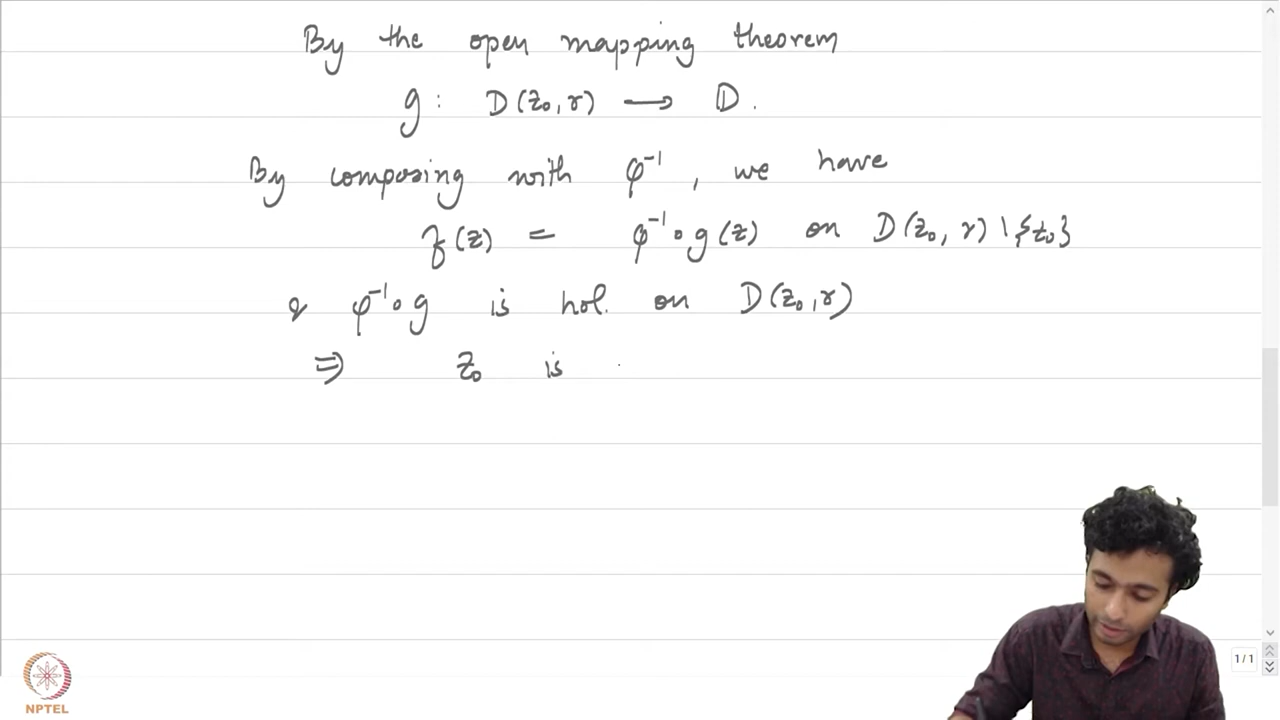 By the open mapping theorem
g: D(z₀, r) ⟶ D.
By composing with φ⁻¹, we have
f(z) = φ⁻¹∘g(z) on D(z₀, r) \ {z₀}
& φ⁻¹∘g is hol. on D(z₀, r)
⇒ z₀ is
1/1
NPTEL